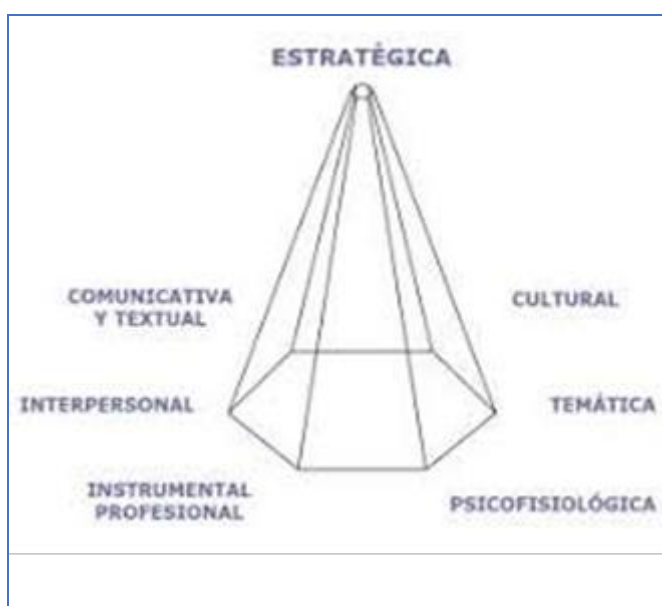 ESTRATÉGICA
COMUNICATIVA
Y TEXTUAL
CULTURAL
INTERPERSONAL
TEMÁTICA
INSTRUMENTAL
PROFESIONAL
PSICOFISIOLÓGICA